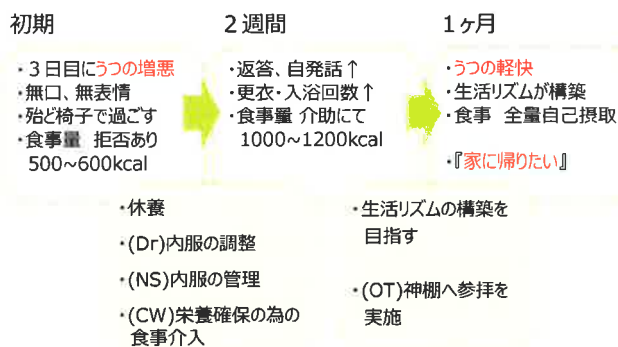 初期
・３日目にうつの増悪
・無口、無表情
・殆ど椅子で過ごす
・食事量 拒否あり
500~600kcal
２週間
・返答、自発話↑
・更衣・入浴回数↑
・食事量 介助にて
1000~1200kcal
１ヶ月
・うつの軽快
・生活リズムが構築
・食事 全量自己摂取
・『家に帰りたい』
・休養
・(Dr)内服の調整
・(NS)内服の管理
・(CW)栄養確保の為の
食事介入
・生活リズムの構築を
目指す
・(OT)神棚へ参拝を
実施